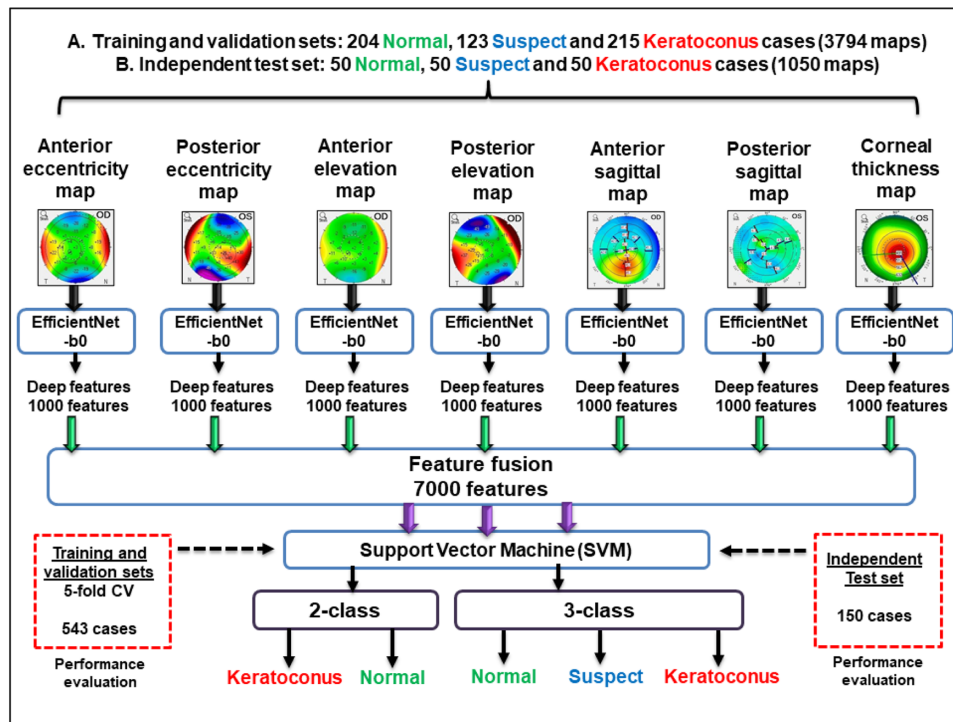 A. Training and validation sets: 204 Normal, 123 Suspect and 215 Keratoconus cases (3794 maps)
B. Independent test set: 50 Normal, 50 Suspect and 50 Keratoconus cases (1050 maps)
Anterior eccentricity map
Posterior eccentricity map
Anterior elevation map
Posterior elevation map
Anterior sagittal map
Posterior sagittal map
Corneal thickness map
OD
OS
OD
OD
OD
OS
OS
EfficientNet -b0
EfficientNet -b0
EfficientNet -b0
EfficientNet -b0
EfficientNet -b0
EfficientNet -b0
EfficientNet -b0
Deep features 1000 features
Deep features 1000 features
Deep features 1000 features
Deep features 1000 features
Deep features 1000 features
Deep features 1000 features
Deep features 1000 features
Feature fusion
7000 features
Support Vector Machine (SVM)
Training and
validation sets
5-fold CV
543 cases
Performance
evaluation
Independent
Test set
150 cases
Performance
evaluation
2-class
3-class
Keratoconus
Normal
Normal
Suspect
Keratoconus